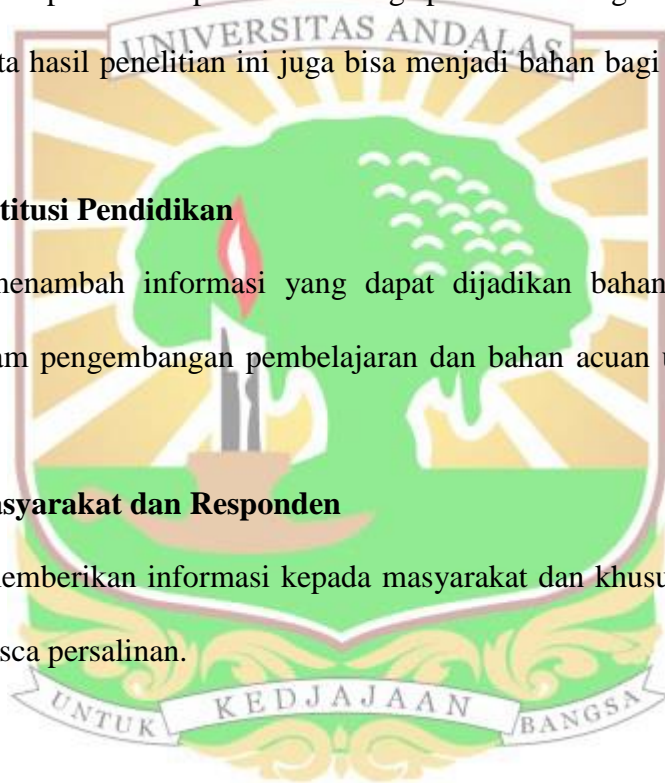 UNIVERSITAS ANDALAS
ta hasil penelitian ini juga bisa menjadi bahan bagi
titusi Pendidikan
menambah informasi yang dapat dijadikan bahan
am pengembangan pembelajaran dan bahan acuan u
asyarakat dan Responden
memberikan informasi kepada masyarakat dan khusu
sca persalinan.
UNTUK KEDJAJAAN BANGSA